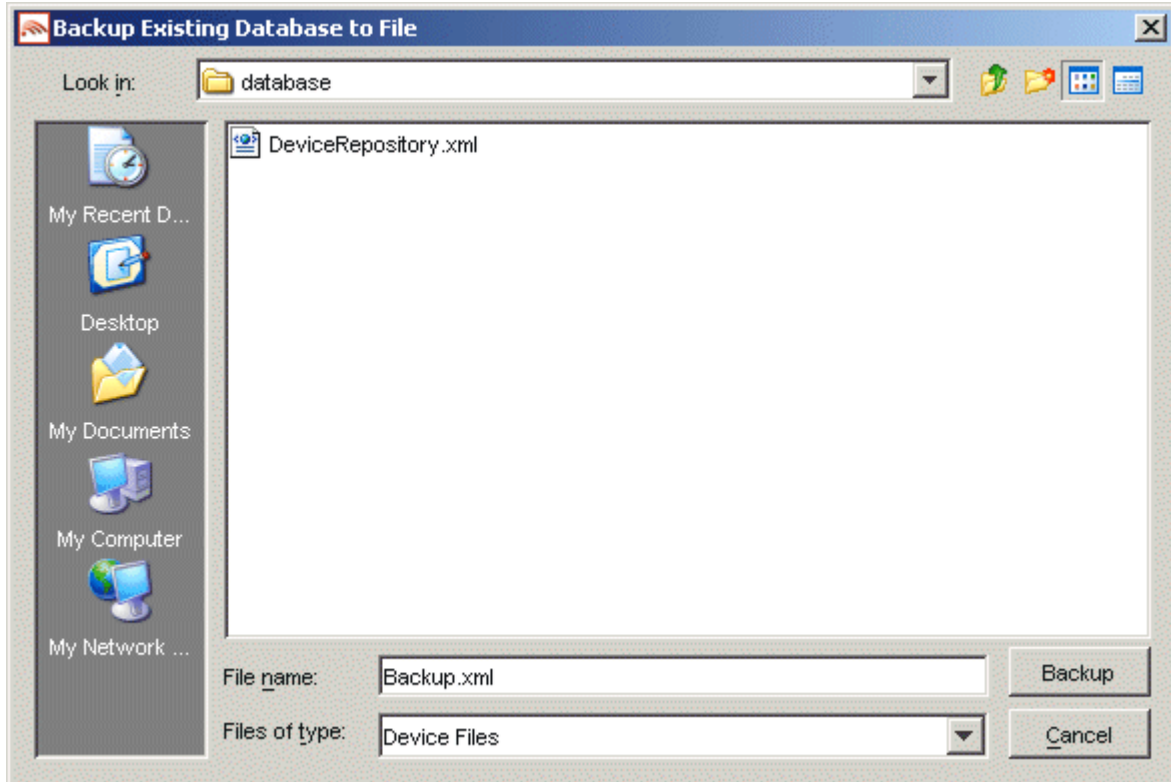 Backup Existing Database to File
Look in: database
DeviceRepository.xml
My Recent D...
Desktop
My Documents
My Computer
My Network ...
File name: Backup.xml Backup
Files of type: Device Files Cancel